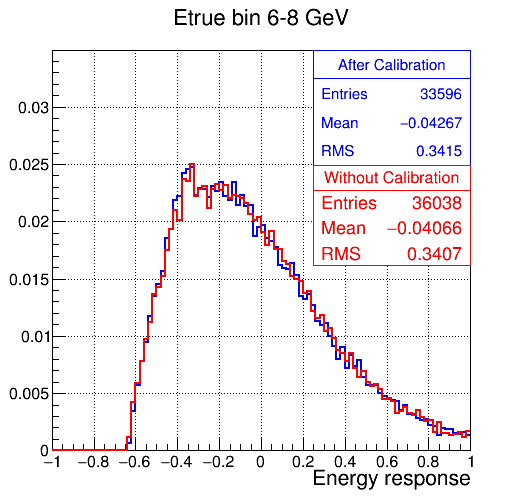 Etrue bin 6-8 GeV
After Calibration
Entries 33596
Mean −0.04267
RMS 0.3415
Without Calibration
Entries 36038
Mean −0.04066
RMS 0.3407
0.03
0.025
0.02
0.015
0.01
0.005
0
−1 −0.8 −0.6 −0.4 −0.2 0 0.2 0.4 0.6 0.8 1
Energy response